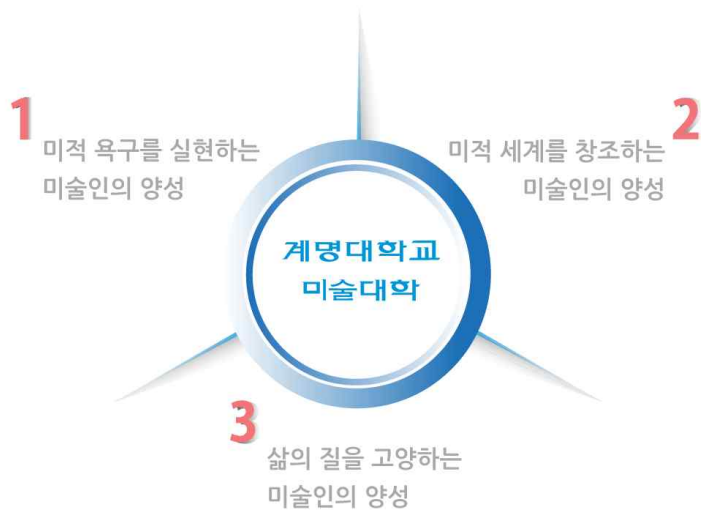 1
미적 욕구를 실현하는
미술인의 양성
2
미적 세계를 창조하는
미술인의 양성
계명대학교
미술대학
3
삶의 질을 고양하는
미술인의 양성